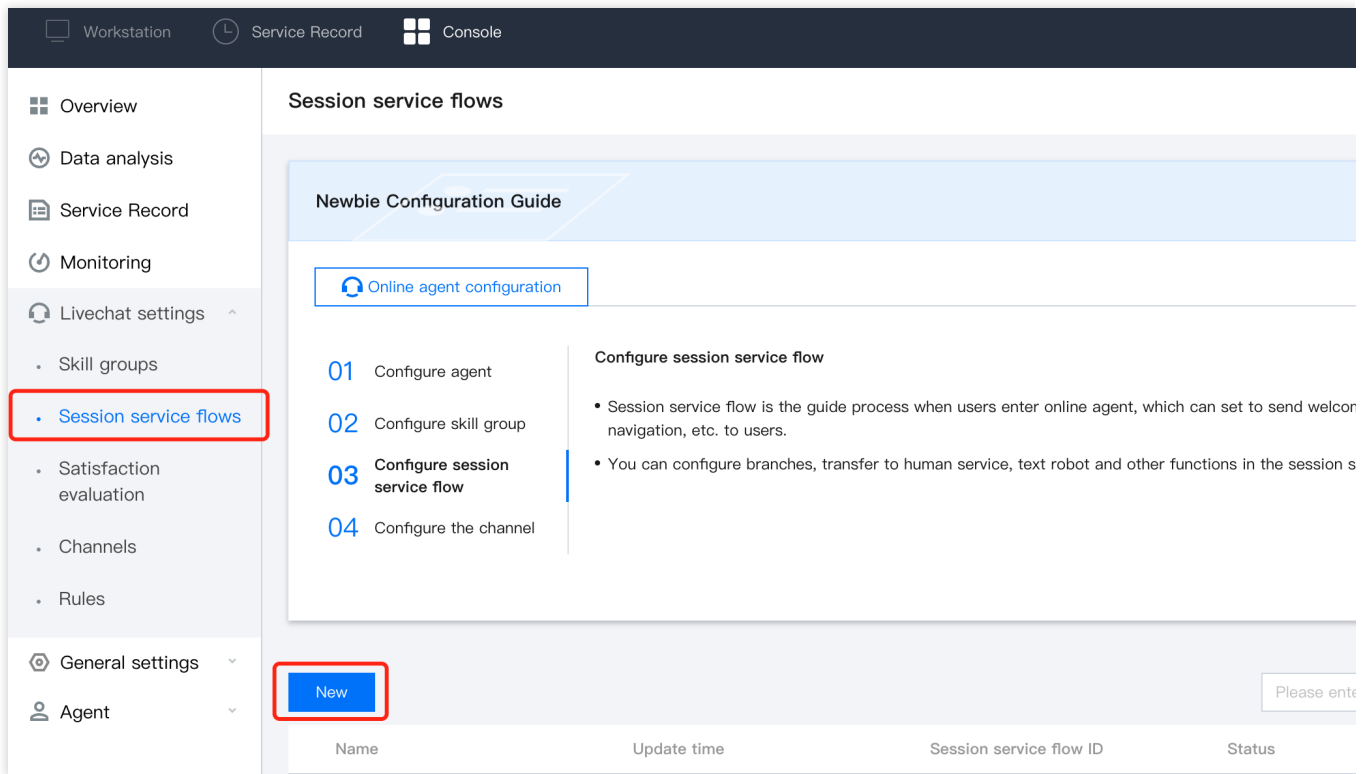 Workstation
Service Record
Console
Overview
Data analysis
Service Record
Monitoring
Livechat settings
Skill groups
Session service flows
Satisfaction
evaluation
Channels
Rules
General settings
Agent
Session service flows
Newbie Configuration Guide
Online agent configuration
01 Configure agent
02 Configure skill group
03 Configure session
service flow
04 Configure the channel
Configure session service flow
• Session service flow is the guide process when users enter online agent, which can set to send welcom
navigation, etc. to users.
• You can configure branches, transfer to human service, text robot and other functions in the session s
New
Please ente
Name Update time Session service flow ID Status